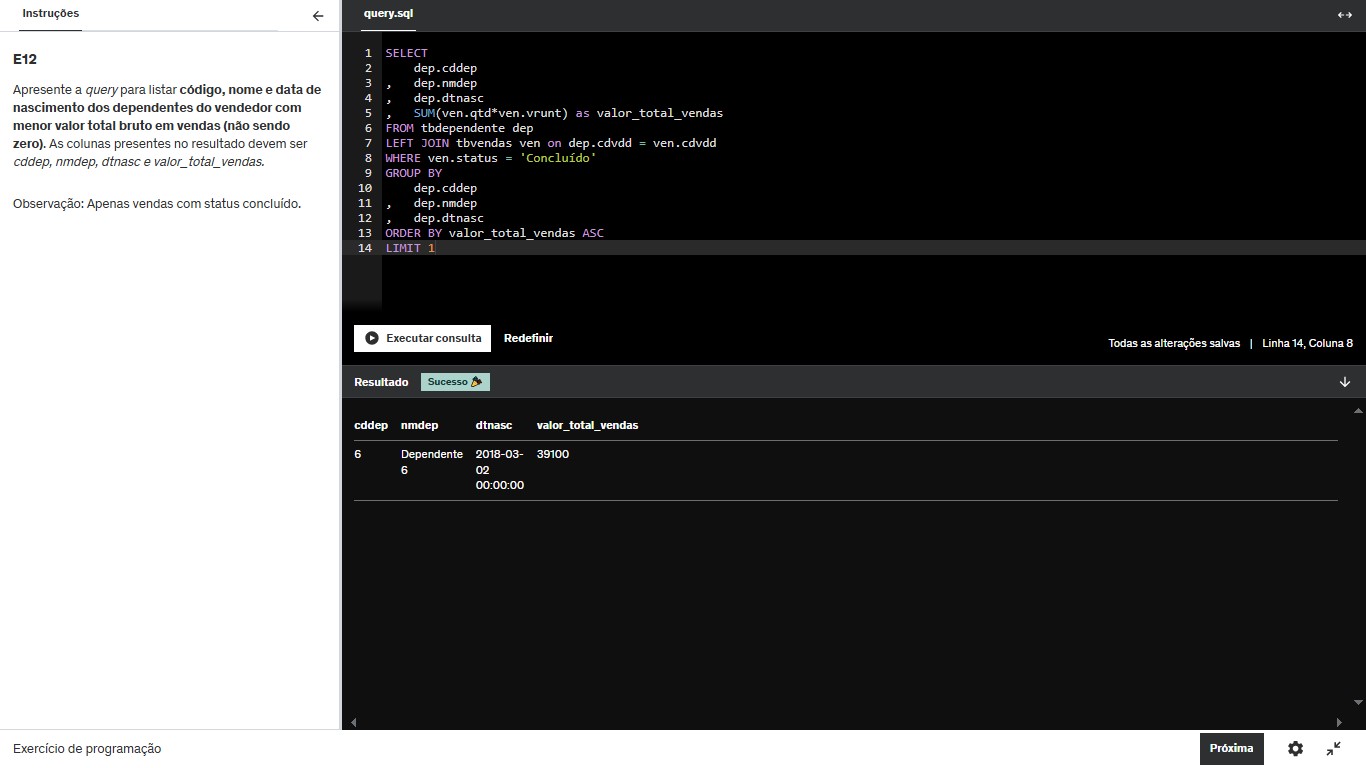 Instruções
E12
Apresente a query para listar código, nome e data de
nascimento dos dependentes do vendedor com
menor valor total bruto em vendas (não sendo
zero). As colunas presentes no resultado devem ser
cddep, nmdep, dtnasc e valor_total_vendas.
Observação: Apenas vendas com status concluído.
query.sql
1 SELECT
2 dep.cddep
3 , dep.nmdep
4 , dep.dtnasc
5 , SUM(ven.qtd*ven.vrunt) as valor_total_vendas
6 FROM tbdependente dep
7 LEFT JOIN tbvendas ven on dep.cdvdd = ven.cdvdd
8 WHERE ven.status = 'Concluído'
9 GROUP BY
10 dep.cddep
11 , dep.nmdep
12 , dep.dtnasc
13 ORDER BY valor_total_vendas ASC
14 LIMIT 1
Executar consulta Redefinir
Todas as alterações salvas | Linha 14, Coluna 8
Resultado Sucesso
cddep nmdep dtnasc valor_total_vendas
6 Dependente 2018-03- 39100
6 02
00:00:00
Exercício de programação
Próxima